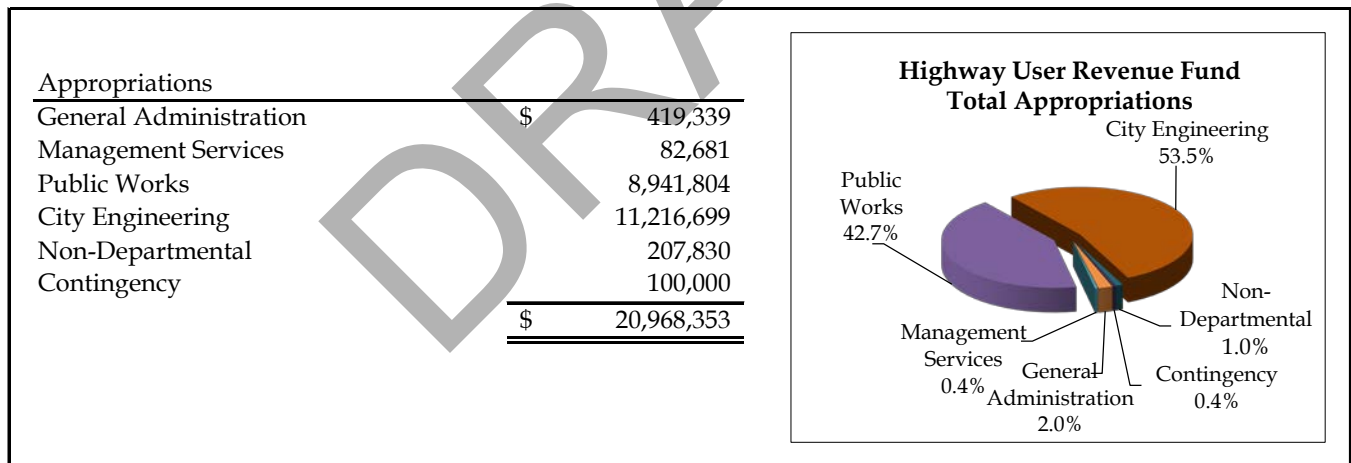 Appropriations
General Administration $ 419,339
Management Services 82,681
Public Works 8,941,804
City Engineering 11,216,699
Non-Departmental 207,830
Contingency 100,000
$ 20,968,353
DRA
Highway User Revenue Fund
Total Appropriations
City Engineering
53.5%
Public
Works
42.7%
Non-
Departmental
1.0%
Management
Services
0.4%
General
Administration
2.0%
Contingency
0.4%